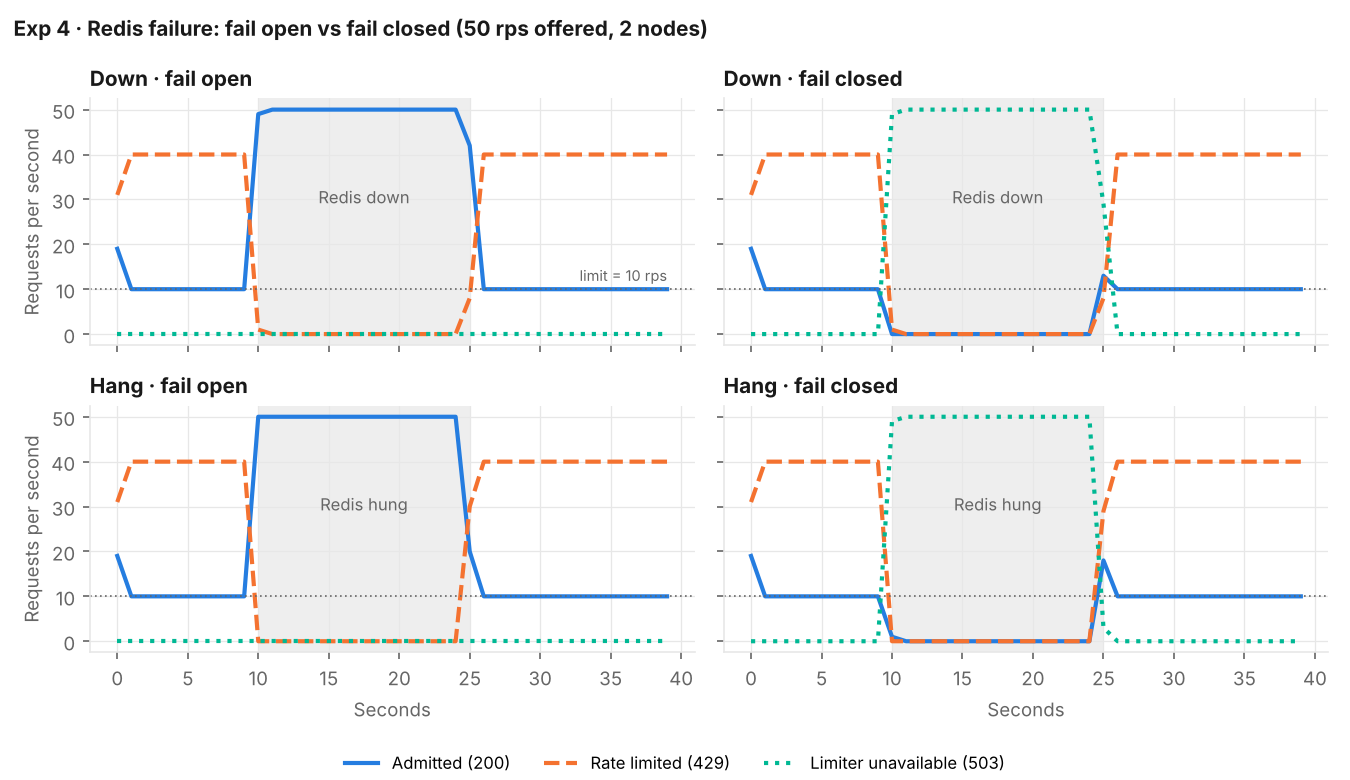 Exp 4 · Redis failure: fail open vs fail closed (50 rps offered, 2 nodes)
Down · fail open
Down · fail closed
Requests per second
50
40
30
20
10
0
Redis down
limit = 10 rps
Redis down
Hang · fail open
Hang · fail closed
Requests per second
50
40
30
20
10
0
Redis hung
Redis hung
0 5 10 15 20 25 30 35 40
0 5 10 15 20 25 30 35 40
Seconds
Seconds
Admitted (200) Rate limited (429) Limiter unavailable (503)